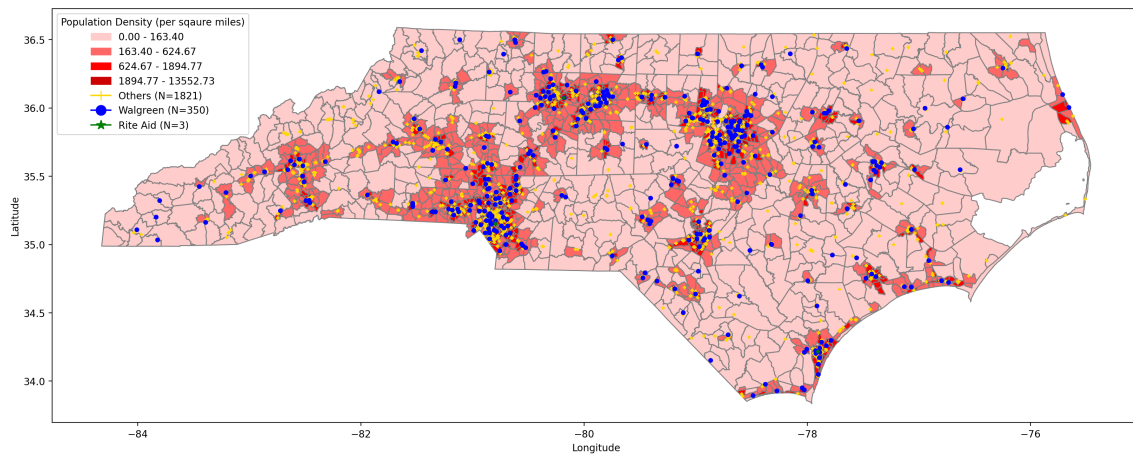 Population Density (per sqaure miles)
0.00 - 163.40
163.40 - 624.67
624.67 - 1894.77
1894.77 - 13552.73
Others (N=1821)
Walgreen (N=350)
Rite Aid (N=3)
36.5
36.0
35.5
35.0
34.5
34.0
Latitude
−84
−82
−80
−78
−76
Longitude